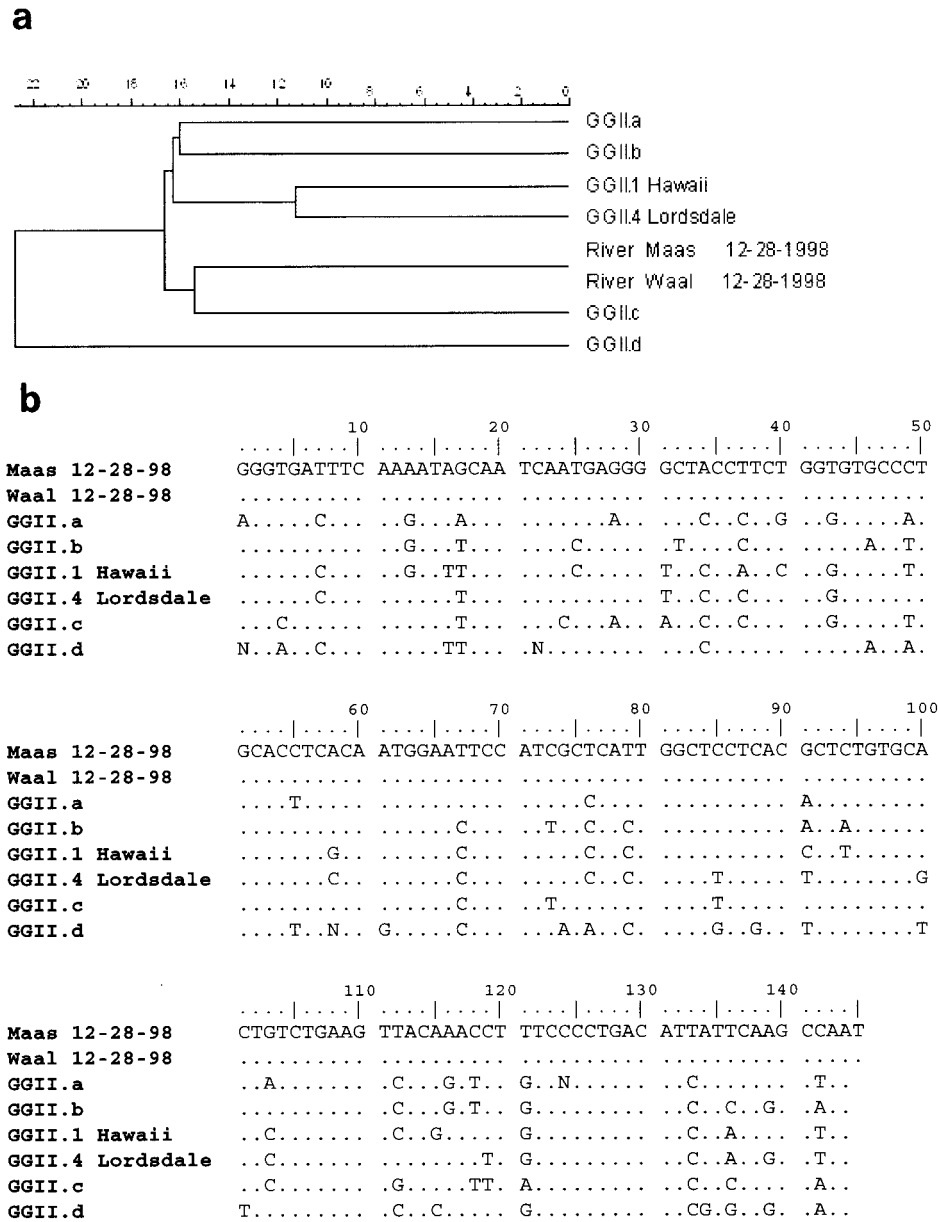 a
22 20 18 16 14 12 10 8 6 4 2 0
GGII.a
GGII.b
GGII.1 Hawaii
GGII.4 Lordsdale
River Maas 12-28-1998
River Waal 12-28-1998
GGII.c
GGII.d
b
10 20 30 40 50
Maas 12-28-98 GGGTGATTTC AAAATAGCAA TCAATGAGGG GCTACCTTCT GGTGTGCCCT
Waal 12-28-98 .......... .......... .......... .......... ..........
GGII.a A.....C... ..G...A... .......A.. ...C..C..G ...G....A.
GGII.b .......... ..G...T... ....C..... .T....C... ......A..T.
GGII.1 Hawaii ......C... ..G..TT... ....C..... T..C..A..C ...G....T.
GGII.4 Lordsdale ......C... ......T... .......... T..C..C... ...G......
GGII.c ...C...... ......T... ...C...A.. A..C..C... ...G....T.
GGII.d N..A..C... .....TT... .N........ ...C...... ......A..A.
60 70 80 90 100
Maas 12-28-98 GCACCTCACA ATGGAATTCC ATCGCTCATT GGCTCCTCAC GCTCTGTGCA
Waal 12-28-98 .......... .......... .......... .......... ..........
GGII.a ....T..... .......... .....C.... .......... A.........
GGII.b .......... ......C... ..T..C..C.. .......... A..A......
GGII.1 Hawaii .......G... ......C... .....C..C.. .......... C..T......
GGII.4 Lordsdale .......C... ......C... .....C..C.. .....T.... T........G
GGII.c .......... ......C... ..T....... .....T.... ..........
GGII.d ....T..N.. G.....C... ...A.A..C.. .....G..G.. T........T
110 120 130 140
Maas 12-28-98 CTGTCTGAAG TTACAAACCT TTCCCCTGAC ATTATTCAAG CCAAT
Waal 12-28-98 .......... .......... .......... .......... .....
GGII.a ..A....... .C...G.T.. G..N...... ..C....... .T..
GGII.b .......... .C...G.T.. G......... ..C..C..G. .A..
GGII.1 Hawaii ..C....... .C..G..... G......... ..C..A.... .T..
GGII.4 Lordsdale ..C....... .......T. G......... ..C..A..G. .T..
GGII.c ..C....... .G.....TT. A......... ..C..C.... .A..
GGII.d T......... .C..C..... G......... ..CG.G..G. .A..